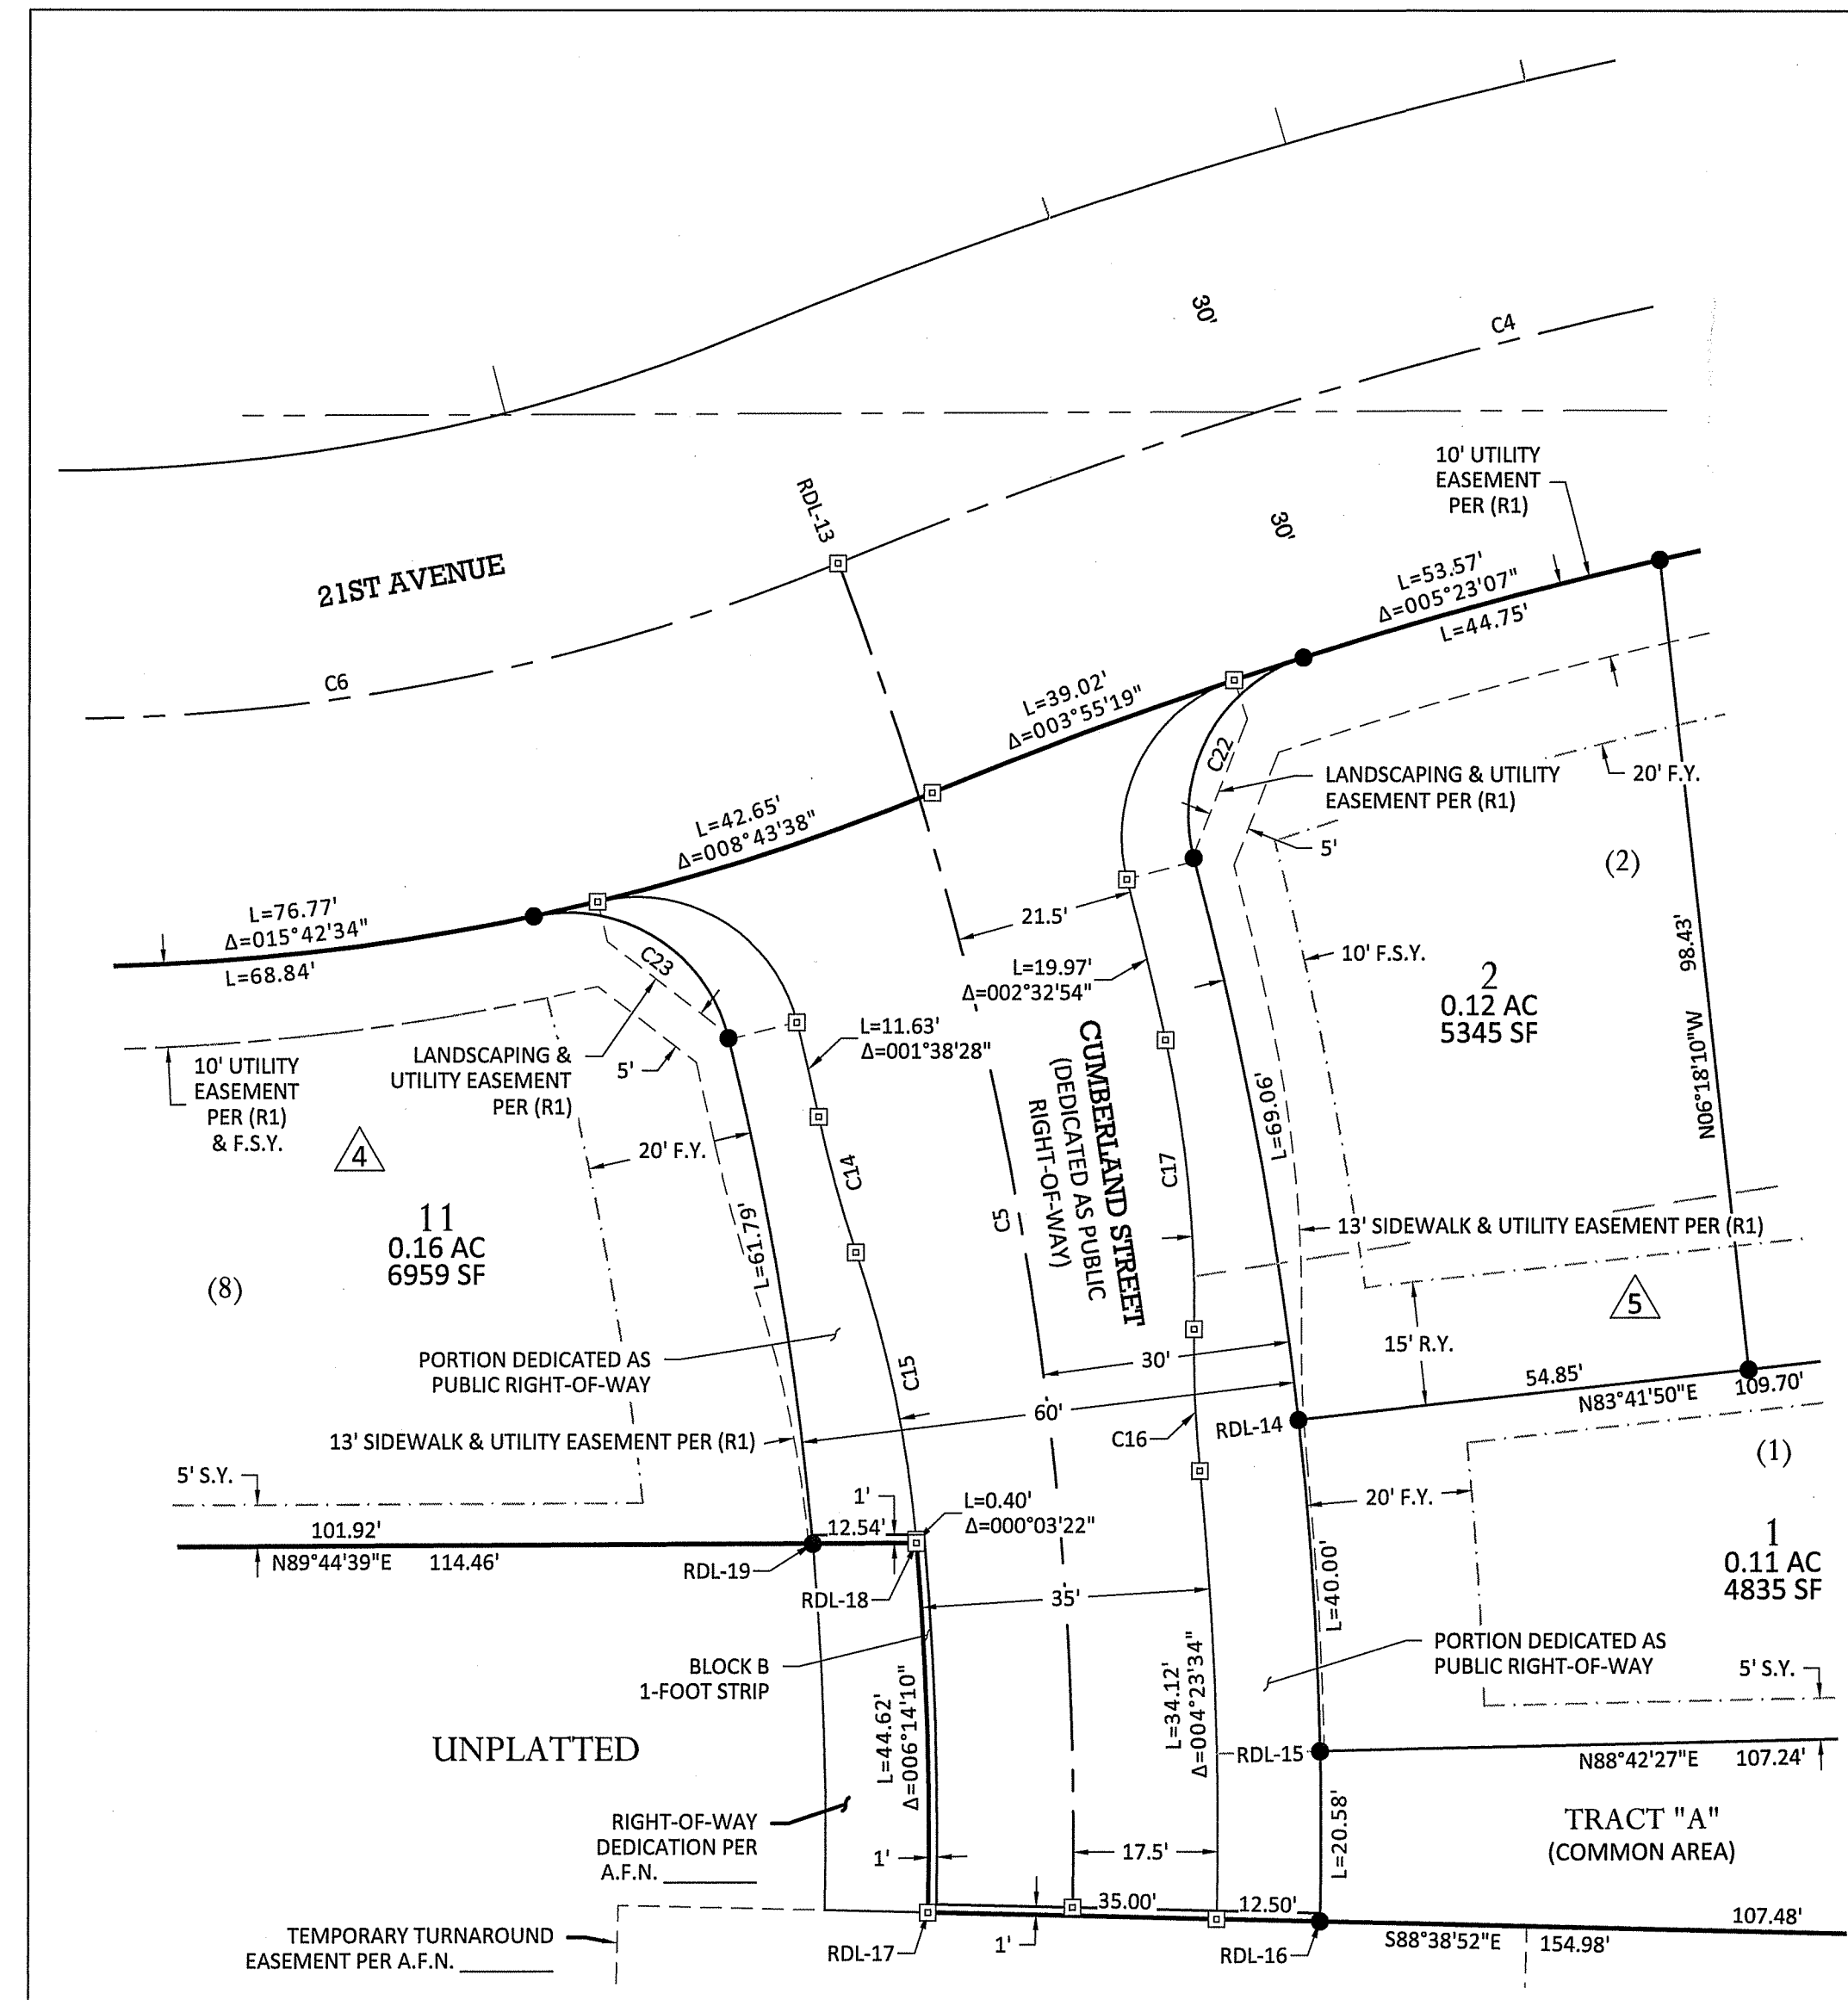 30'
C4
10' UTILITY
EASEMENT
PER (R1)
RDL-13
30'
21ST AVENUE
L=53.57'
Δ=005°23'07"
L=44.75'
C6
L=39.02'
Δ=003°55'19"
C22
LANDSCAPING & UTILITY
EASEMENT PER (R1)
20' F.Y.
L=42.65'
Δ=008°43'38"
5'
(2)
L=76.77'
Δ=015°42'34"
L=68.84'
21.5'
C23
10' F.S.Y.
98.43'
N06°18'10"W
L=19.97'
Δ=002°32'54"
2
0.12 AC
5345 SF
L=11.63'
Δ=001°38'28"
LANDSCAPING &
UTILITY EASEMENT
PER (R1)
5'
10' UTILITY
EASEMENT
PER (R1)
& F.S.Y.
4
20' F.Y.
CUMBERLAND STREET
(DEDICATED AS PUBLIC
RIGHT-OF-WAY)
C14
C17
L=69.06'
C5
11
0.16 AC
6959 SF
L=61.79'
13' SIDEWALK & UTILITY EASEMENT PER (R1)
(8)
5
PORTION DEDICATED AS
PUBLIC RIGHT-OF-WAY
C15
30'
15' R.Y.
54.85'
N83°41'50"E
109.70'
60'
13' SIDEWALK & UTILITY EASEMENT PER (R1)
C16
RDL-14
(1)
5' S.Y.
1'
L=0.40'
Δ=000°03'22"
20' F.Y.
101.92'
12.54'
N89°44'39"E 114.46'
RDL-19
RDL-18
35'
L=40.00'
1
0.11 AC
4835 SF
BLOCK B
1-FOOT STRIP
L=44.62'
Δ=006°14'10"
L=34.12'
Δ=004°23'34"
PORTION DEDICATED AS
PUBLIC RIGHT-OF-WAY
5' S.Y.
UNPLATTED
RDL-15
N88°42'27"E 107.24'
RIGHT-OF-WAY
DEDICATION PER
A.F.N.
1'
17.5'
L=20.58'
TRACT "A"
(COMMON AREA)
35.00'
12.50'
107.48'
TEMPORARY TURNAROUND
EASEMENT PER A.F.N.
RDL-17
1'
RDL-16
S88°38'52"E 154.98'